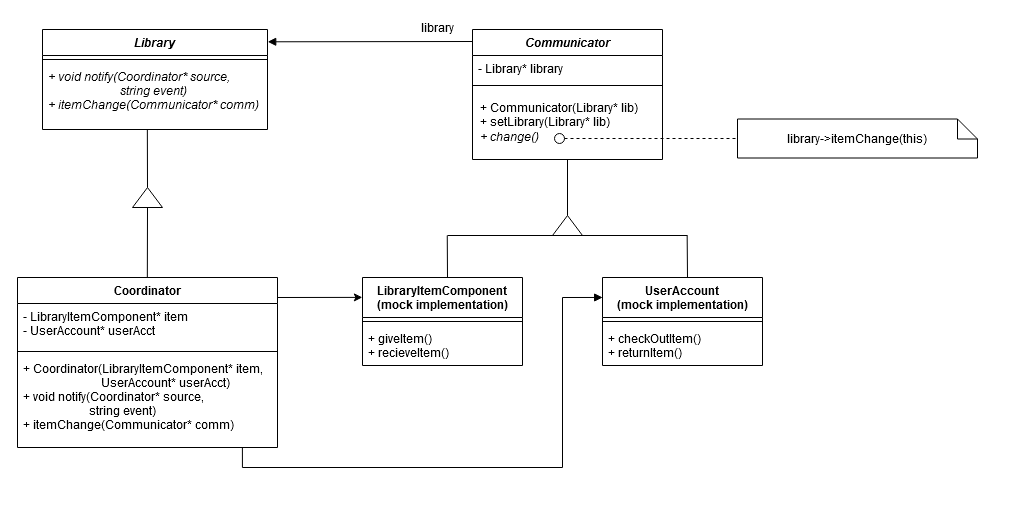 library
Library
+ void notify(Coordinator* source,
string event)
+ itemChange(Communicator* comm)
Communicator
- Library* library
+ Communicator(Library* lib)
+ setLibrary(Library* lib)
+ change()
library->itemChange(this)
Coordinator
- LibraryItemComponent* item
- UserAccount* userAcct
+ Coordinator(LibraryItemComponent* item,
UserAccount* userAcct)
+ void notify(Coordinator* source,
string event)
+ itemChange(Communicator* comm)
LibraryItemComponent
(mock implementation)
+ giveItem()
+ recieveItem()
UserAccount
(mock implementation)
+ checkOutItem()
+ returnItem()